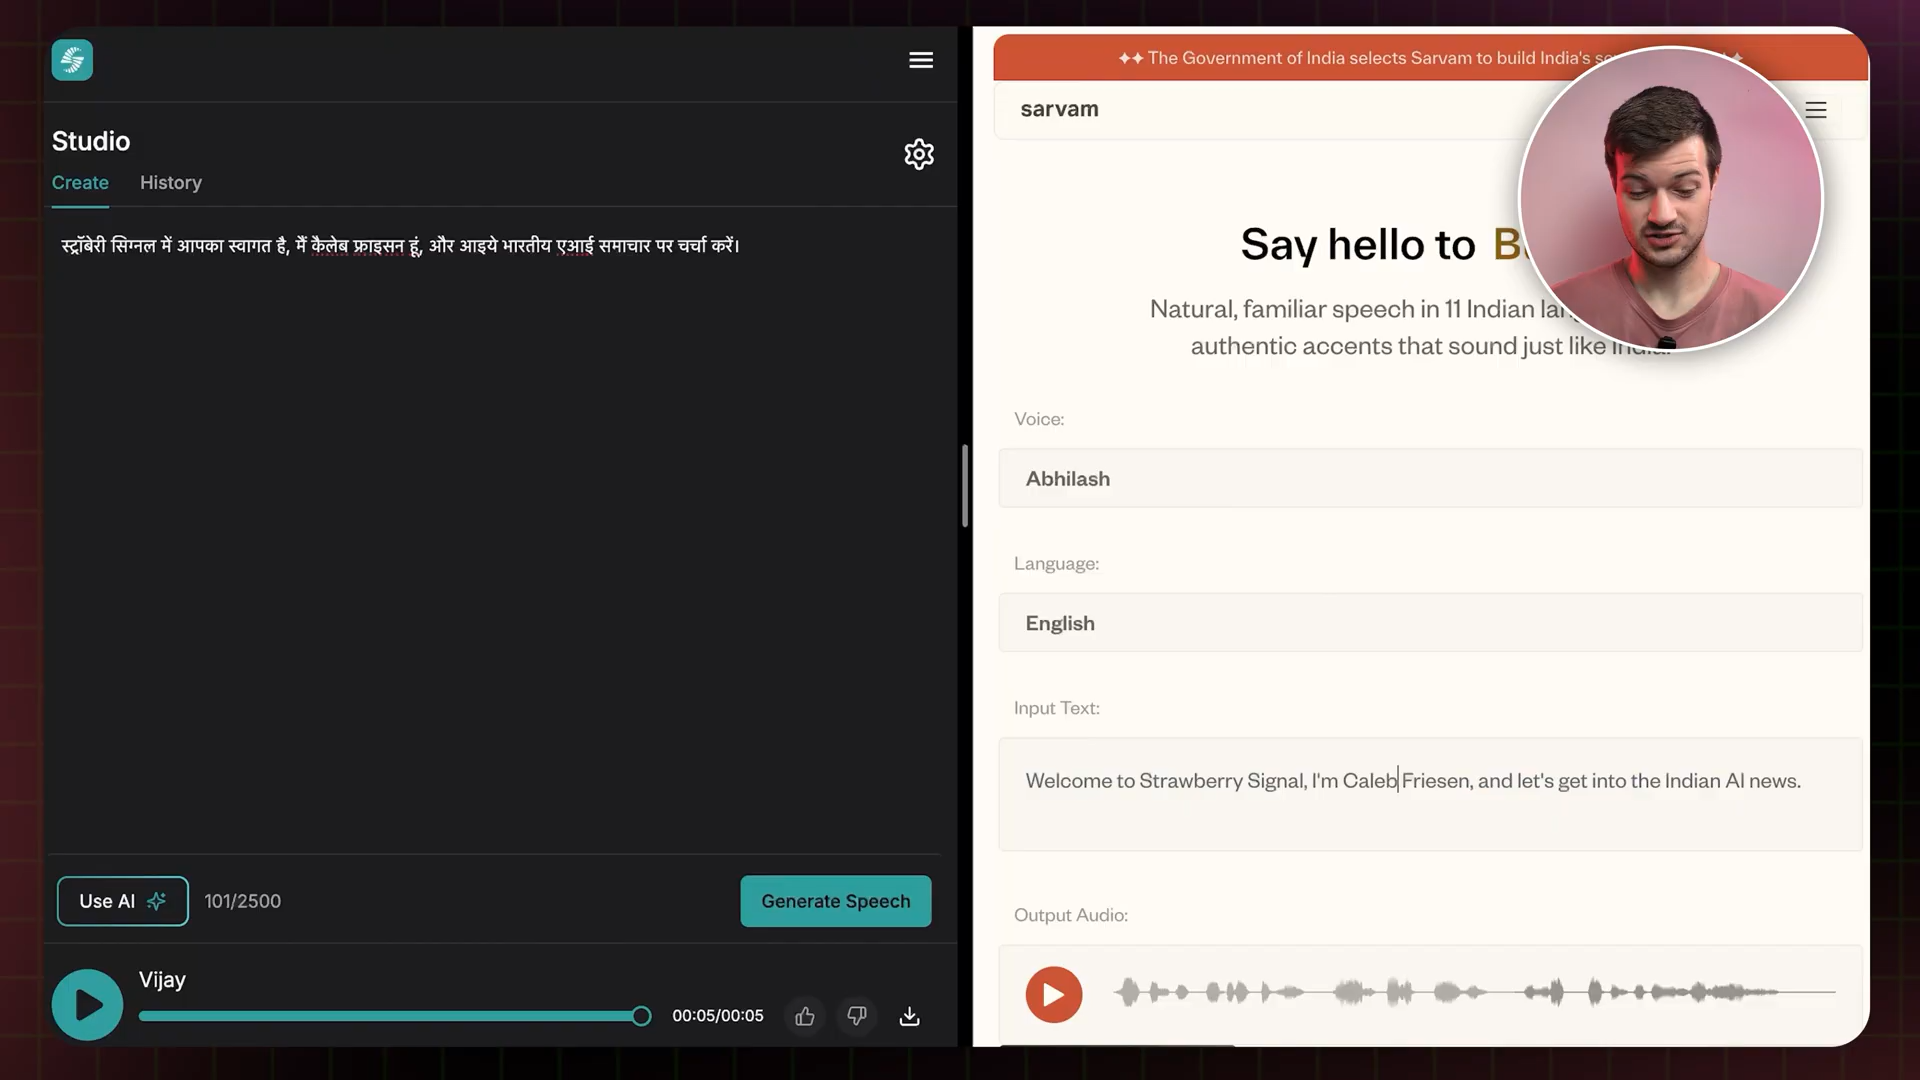 Studio
Create History
स्ट्रॉबेरी सिग्नल में आपका स्वागत है, मैं कैलेब फ्राइसन हूं, और आइये भारतीय एआई समाचार पर चर्चा करें।
Use AI 101/2500
Generate Speech
Vijay
00:05/00:05
The Government of India selects Sarvam to build India's
sarvam
Say hello to
Natural, familiar speech in 11 Indian
authentic accents that sound just like India.
Voice:
Abhilash
Language:
English
Input Text:
Welcome to Strawberry Signal, I'm Caleb Friesen, and let's get into the Indian AI news.
Output Audio: